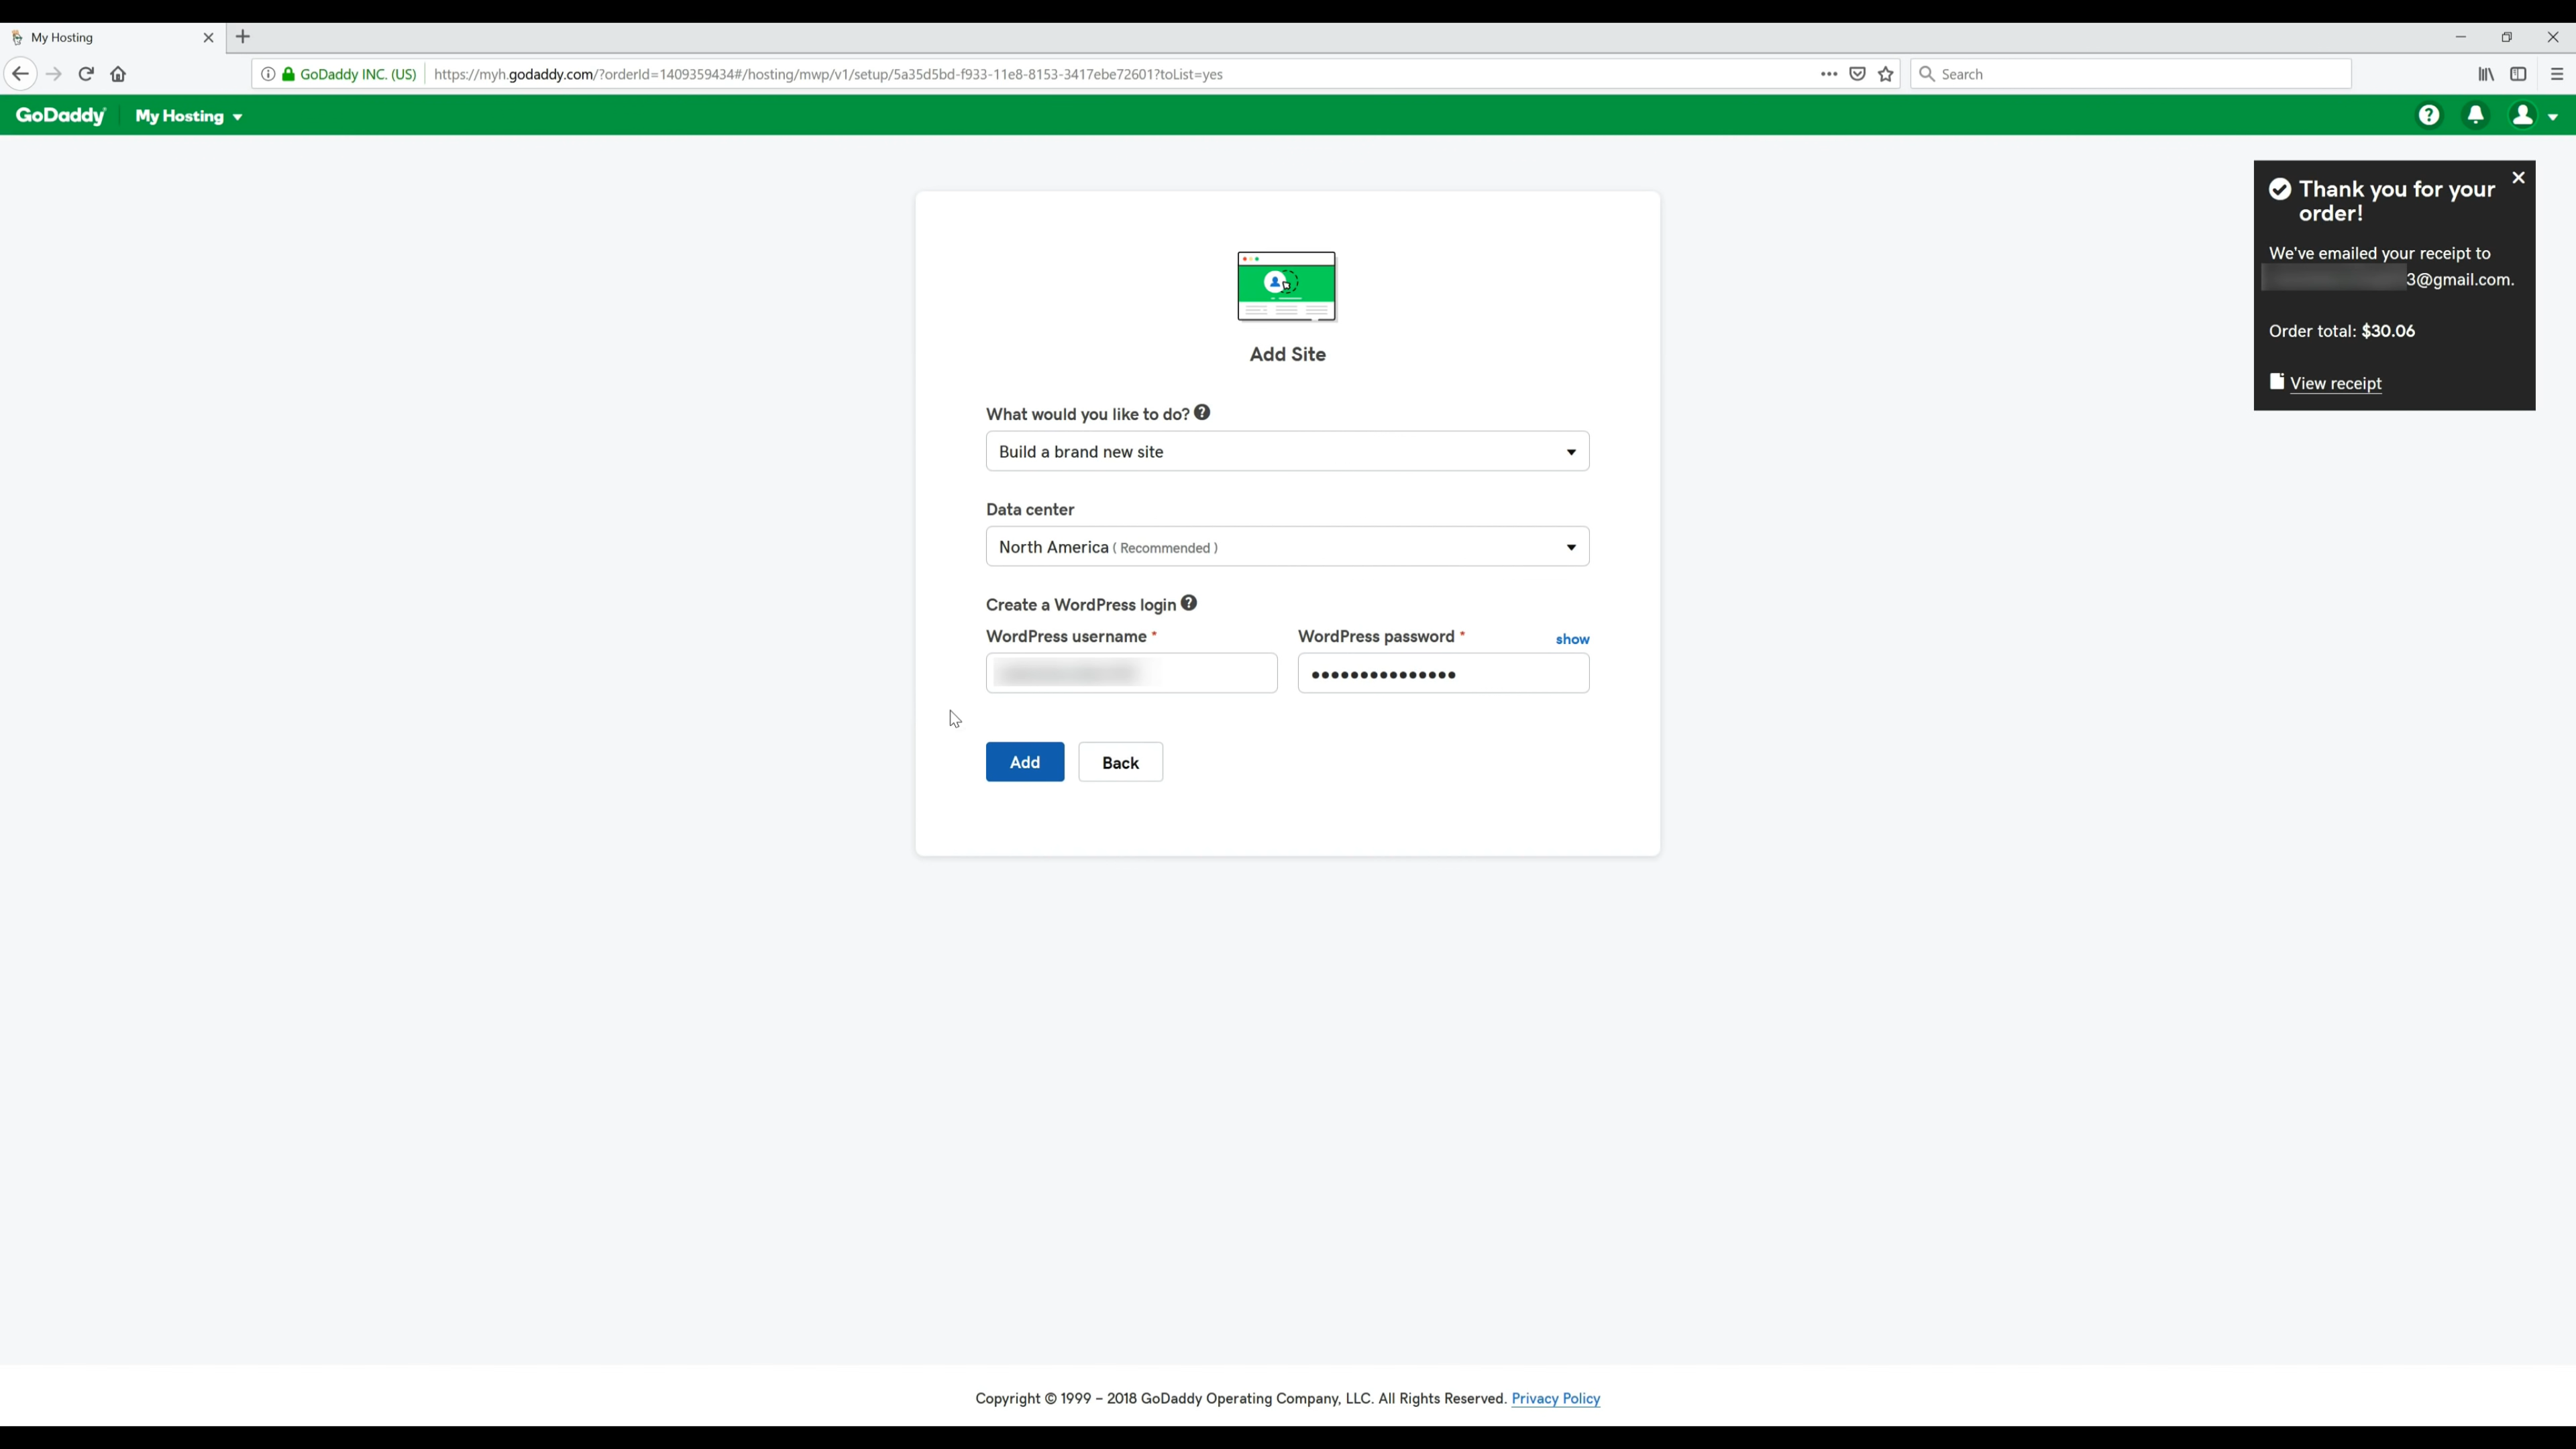 My Hosting
GoDaddy INC. (US)
https://myh.godaddy.com/?orderId=1409359434#/hosting/mwp/v1/setup/5a35d5bd-f933-11e8-8153-3417ebe72601?toList=yes
Search
GoDaddy
My Hosting
Thank you for your
order!
We've emailed your receipt to
3@gmail.com.
Order total: $30.06
View receipt
Add Site
What would you like to do?
Build a brand new site
Data center
North America ( Recommended )
Create a WordPress login
WordPress username *
WordPress password *
show
Add
Back
Copyright © 1999 – 2018 GoDaddy Operating Company, LLC. All Rights Reserved. Privacy Policy